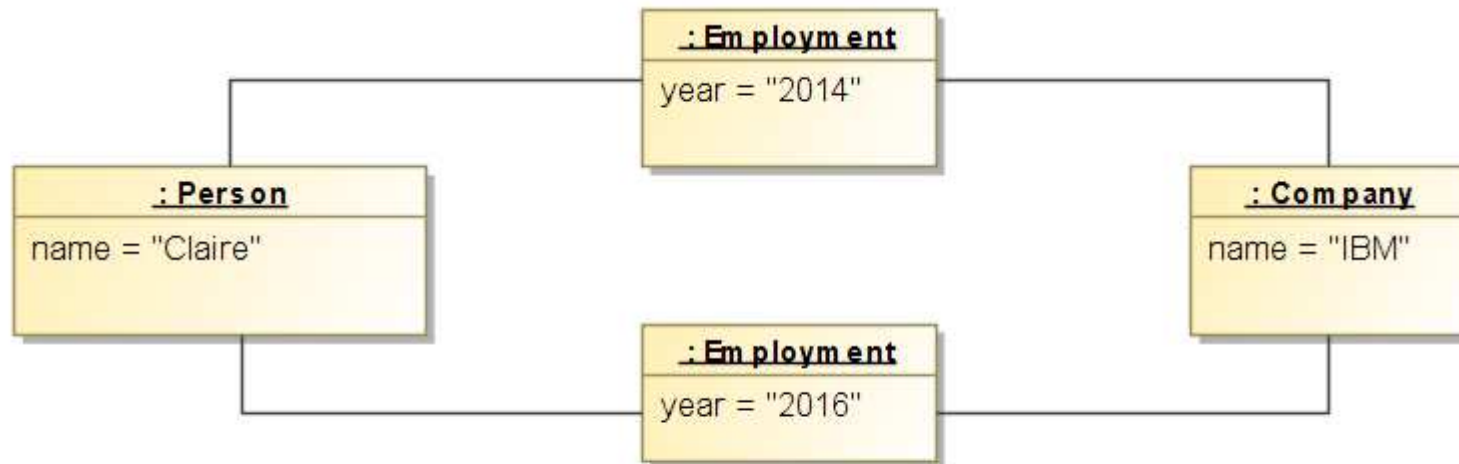 : Employment
year = "2014"
: Person
name = "Claire"
: Company
name = "IBM"
: Employment
year = "2016"